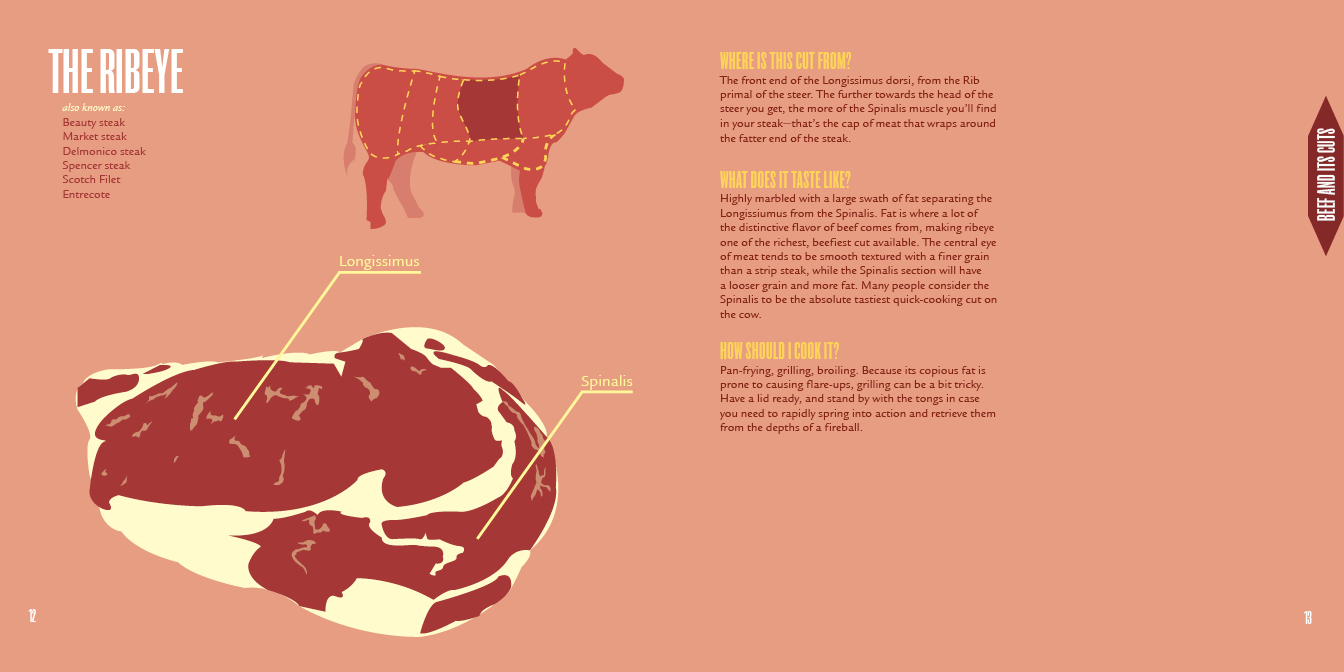 THE RIBEYE
also known as:
Beauty steak
Market steak
Delmonico steak
Spencer steak
Scotch Filet
Entrecote
Longissimus
Spinalis
12
WHERE IS THIS CUT FROM?
The front end of the Longissimus dorsi, from the Rib
primal of the steer. The further towards the head of the
steer you get, the more of the Spinalis muscle you'll find
in your steak—that's the cap of meat that wraps around
the fatter end of the steak.
WHAT DOES IT TASTE LIKE?
Highly marbled with a large swath of fat separating the
Longissiumus from the Spinalis. Fat is where a lot of
the distinctive flavor of beef comes from, making ribeye
one of the richest, beefiest cut available. The central eye
of meat tends to be smooth textured with a finer grain
than a strip steak, while the Spinalis section will have
a looser grain and more fat. Many people consider the
Spinalis to be the absolute tastiest quick-cooking cut on
the cow.
HOW SHOULD I COOK IT?
Pan-frying, grilling, broiling. Because its copious fat is
prone to causing flare-ups, grilling can be a bit tricky.
Have a lid ready, and stand by with the tongs in case
you need to rapidly spring into action and retrieve them
from the depths of a fireball.
BEEF AND ITS CUTS
13